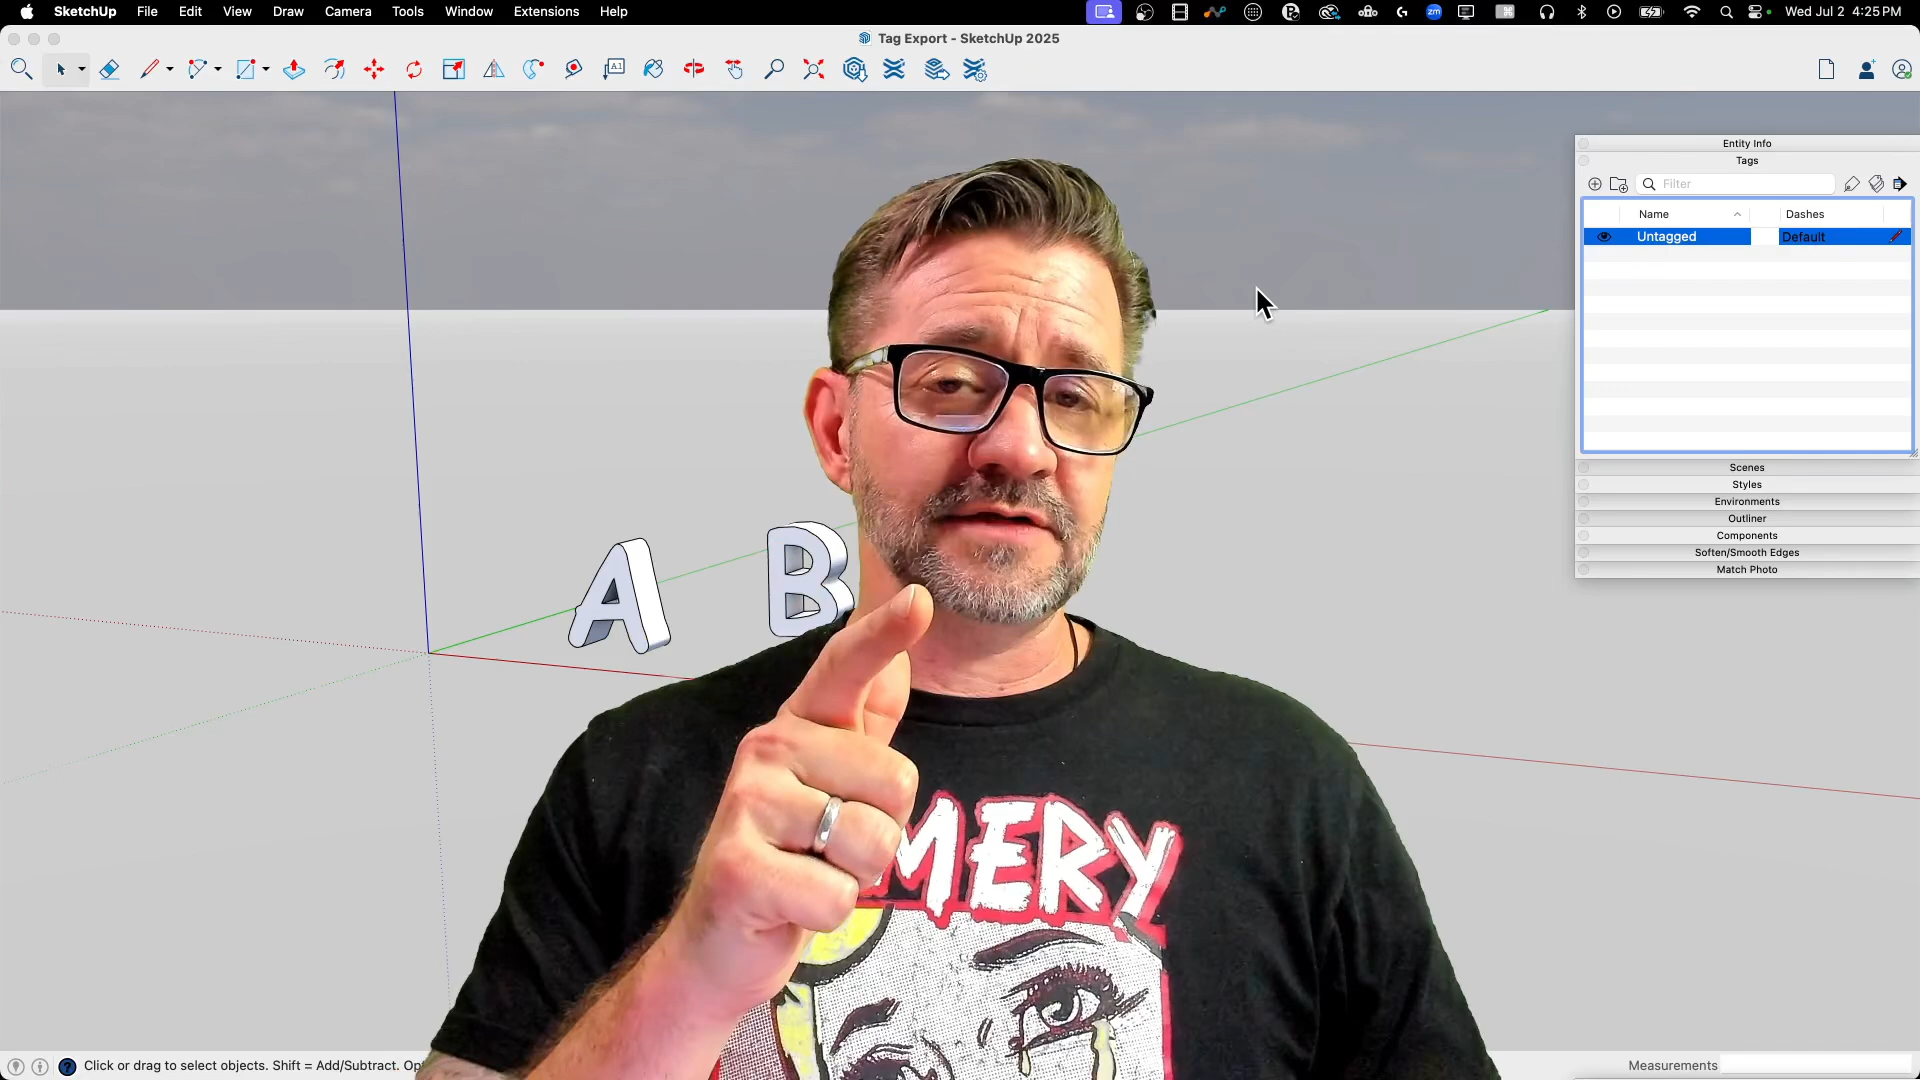 SketchUp File Edit View Draw Camera Tools Window Extensions Help
zm
Wed Jul 2 4:25 PM
Tag Export - SketchUp 2025
A1
Entity Info
Tags
Filter
Name Dashes
Untagged Default
Scenes
Styles
Environments
Outliner
Components
Soften/Smooth Edges
Match Photo
A B
MERY
Click or drag to select objects. Shift = Add/Subtract. Op
Measurements